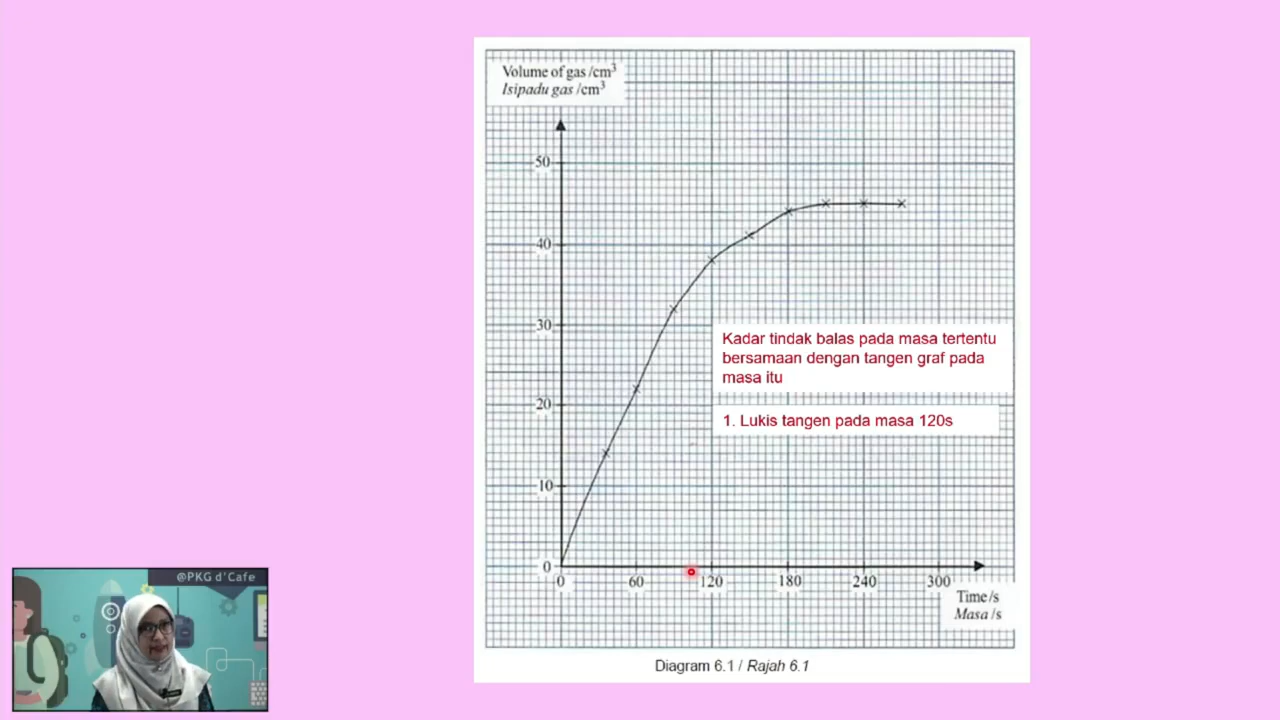 Volume of gas /cm³
Isipadu gas /cm³
50
40
30
20
10
0
0 60 120 180 240 300
Time /s
Masa /s
Kadar tindak balas pada masa tertentu
bersamaan dengan tangen graf pada
masa itu
1. Lukis tangen pada masa 120s
Diagram 6.1 / Rajah 6.1
@PKG d'Cafe